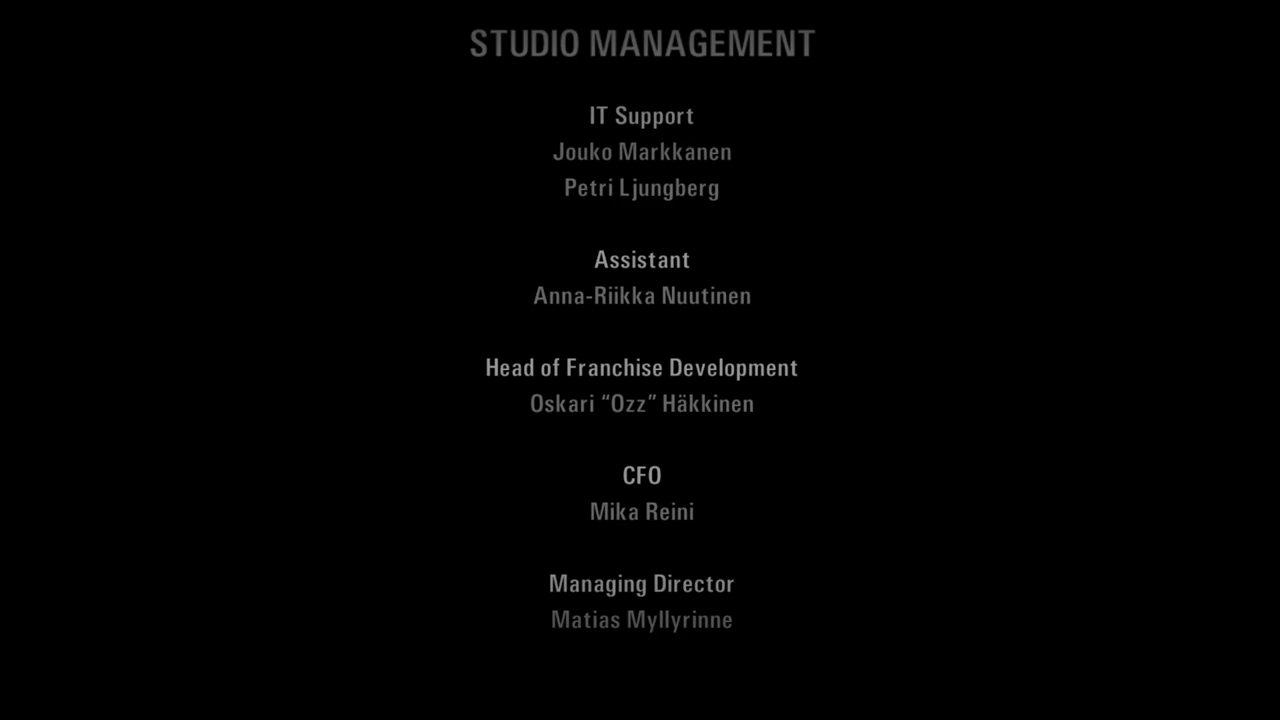 STUDIO MANAGEMENT
IT Support
Jouko Markkanen
Petri Ljungberg
Assistant
Anna-Riikka Nuutinen
Head of Franchise Development
Oskari “Ozz” Häkkinen
CFO
Mika Reini
Managing Director
Matias Myllyrinne